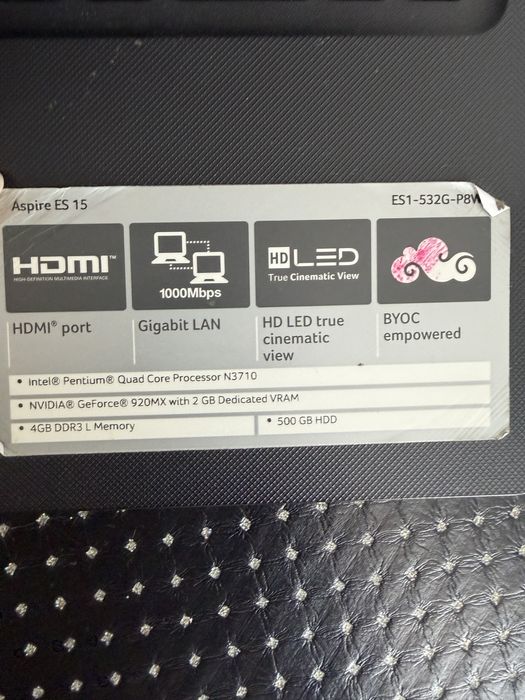 Aspire ES 15
ES1-532G-P8W
HDMI™
HIGH-DEFINITION MULTIMEDIA INTERFACE
1000Mbps
HD LED
True Cinematic View
HDMI® port
Gigabit LAN
HD LED true
cinematic
view
BYOC
empowered
• Intel® Pentium® Quad Core Processor N3710
• NVIDIA® GeForce® 920MX with 2 GB Dedicated VRAM
• 4GB DDR3 L Memory
• 500 GB HDD